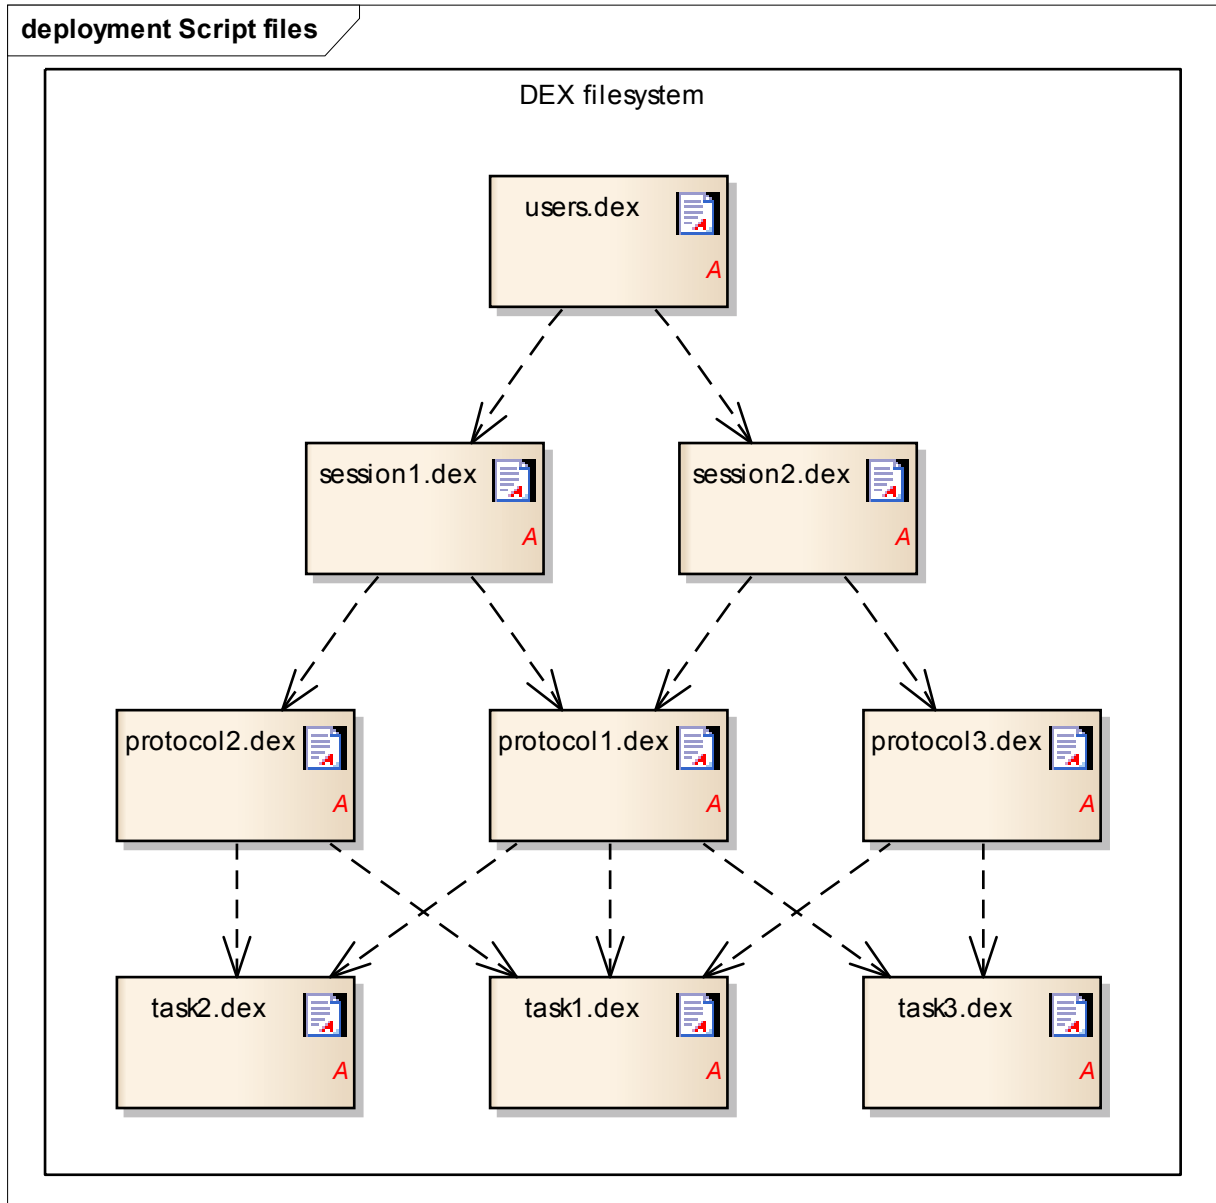 deployment Script files
DEX filesystem
users.dex
A
session1.dex
A
session2.dex
A
protocol2.dex
A
protocol1.dex
A
protocol3.dex
A
task2.dex
A
task1.dex
A
task3.dex
A